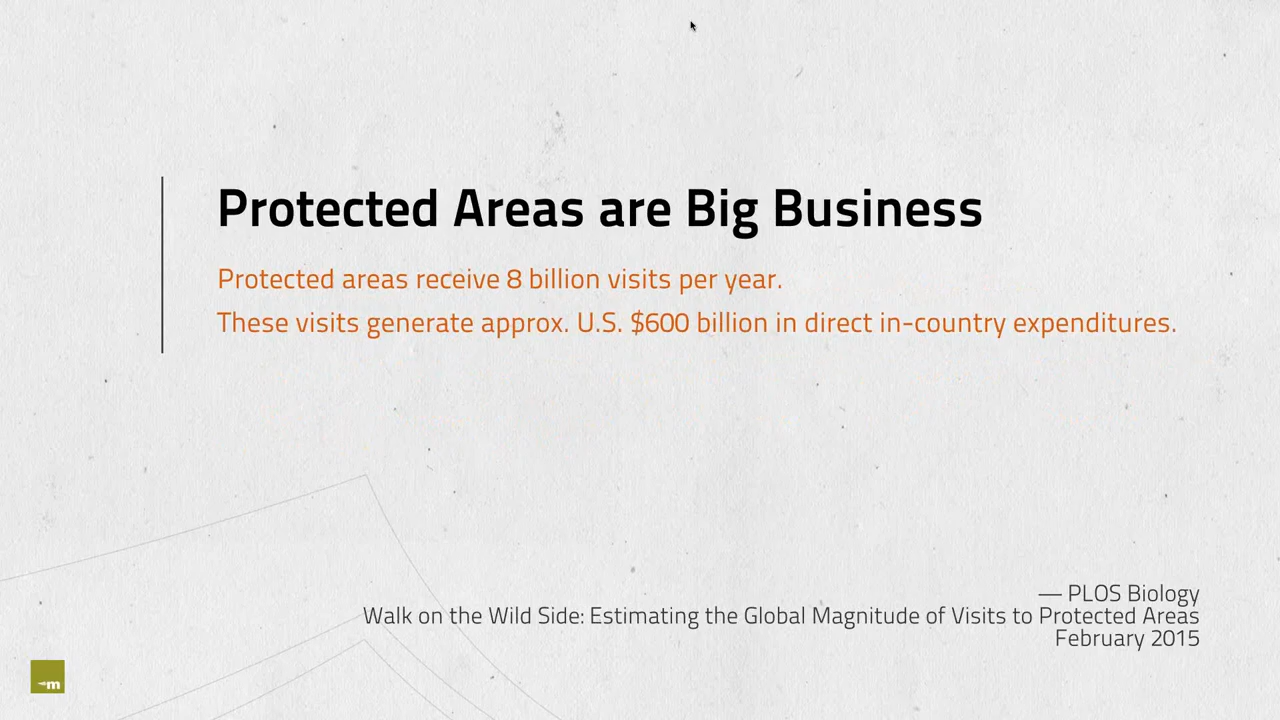 Protected Areas are Big Business
Protected areas receive 8 billion visits per year.
These visits generate approx. U.S. $600 billion in direct in-country expenditures.
— PLOS Biology
Walk on the Wild Side: Estimating the Global Magnitude of Visits to Protected Areas
February 2015
m